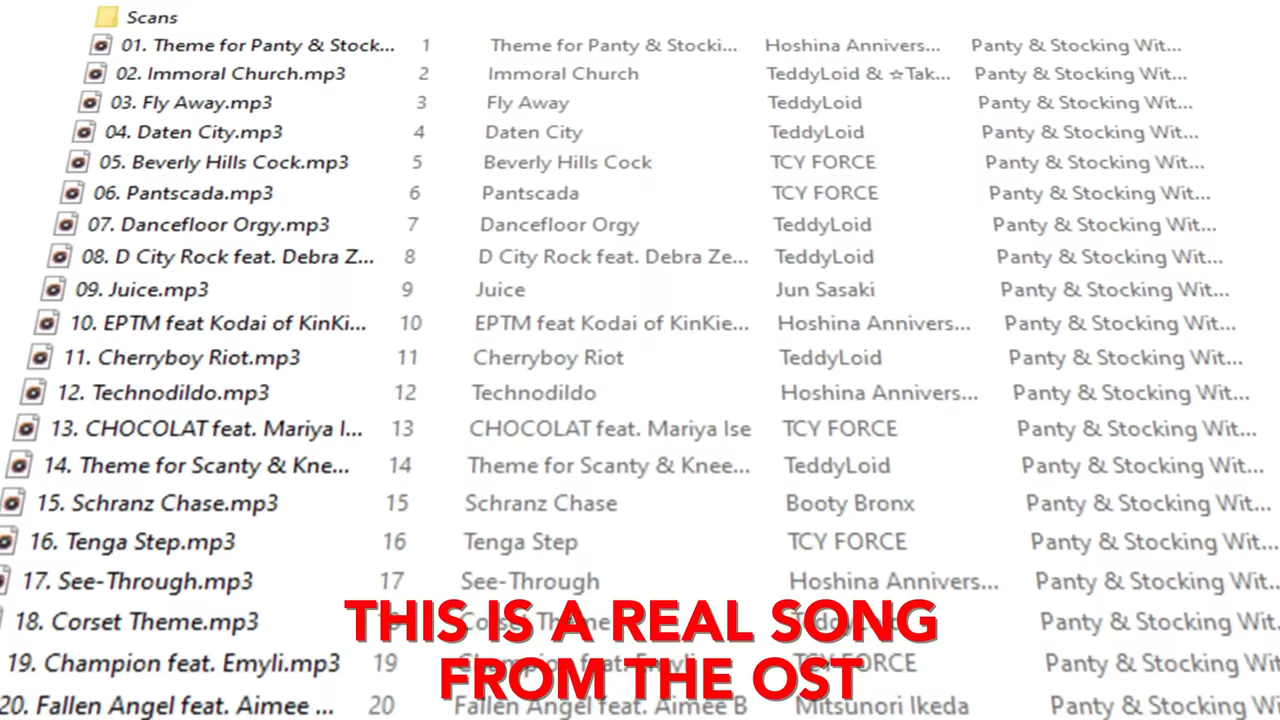 Scans
01. Theme for Panty & Stock... 1 Theme for Panty & Stocki... Hoshina Annivers... Panty & Stocking Wit...
02. Immoral Church.mp3 2 Immoral Church TeddyLoid & ☆Tak... Panty & Stocking Wit...
03. Fly Away.mp3 3 Fly Away TeddyLoid Panty & Stocking Wit...
04. Daten City.mp3 4 Daten City TeddyLoid Panty & Stocking Wit...
05. Beverly Hills Cock.mp3 5 Beverly Hills Cock TCY FORCE Panty & Stocking Wit...
06. Pantscada.mp3 6 Pantscada TCY FORCE Panty & Stocking Wit...
07. Dancefloor Orgy.mp3 7 Dancefloor Orgy TeddyLoid Panty & Stocking Wit...
08. D City Rock feat. Debra Z... 8 D City Rock feat. Debra Ze... TeddyLoid Panty & Stocking Wit...
09. Juice.mp3 9 Juice Jun Sasaki Panty & Stocking Wit...
10. EPTM feat Kodai of KinKi... 10 EPTM feat Kodai of KinKie... Hoshina Annivers... Panty & Stocking Wit...
11. Cherryboy Riot.mp3 11 Cherryboy Riot TeddyLoid Panty & Stocking Wit...
12. Technodildo.mp3 12 Technodildo Hoshina Annivers... Panty & Stocking Wit...
13. CHOCOLAT feat. Mariya I... 13 CHOCOLAT feat. Mariya Ise TCY FORCE Panty & Stocking Wit...
14. Theme for Scanty & Kne... 14 Theme for Scanty & Knee... TeddyLoid Panty & Stocking Wit...
15. Schranz Chase.mp3 15 Schranz Chase Booty Bronx Panty & Stocking Wit...
16. Tenga Step.mp3 16 Tenga Step TCY FORCE Panty & Stocking Wit...
17. See-Through.mp3 17 See-Through Hoshina Annivers... Panty & Stocking Wit...
18. Corset Theme.mp3 Corset Theme Panty & Stocking Wit...
THIS IS A REAL SONG
19. Champion feat. Emyli.mp3 19 Champion feat. Emyli TCY FORCE Panty & Stocking Wit...
FROM THE OST
20. Fallen Angel feat. Aimee ... 20 Fallen Angel feat. Aimee B Mitsunori Ikeda Panty & Stocking Wit...